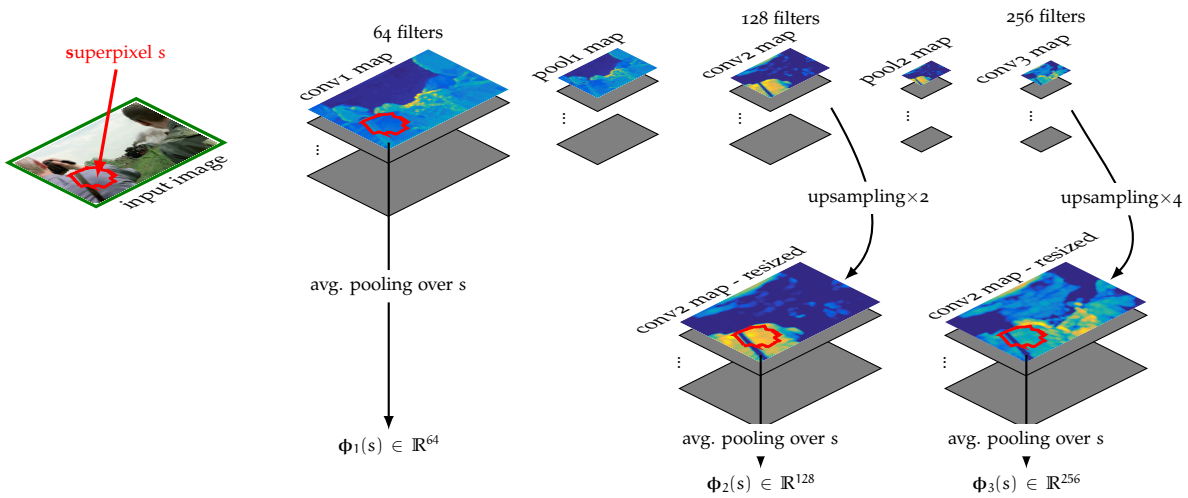 superpixel s
input image
64 filters
conv1 map
pool1 map
128 filters
conv2 map
pool2 map
256 filters
conv3 map
⋮
⋮
⋮
⋮
⋮
upsampling×2
upsampling×4
avg. pooling over s
conv2 map - resized
conv2 map - resized
⋮
⋮
ϕ₁(s) ∈ ℝ⁶⁴
avg. pooling over s
avg. pooling over s
ϕ₂(s) ∈ ℝ¹²⁸
ϕ₃(s) ∈ ℝ²⁵⁶